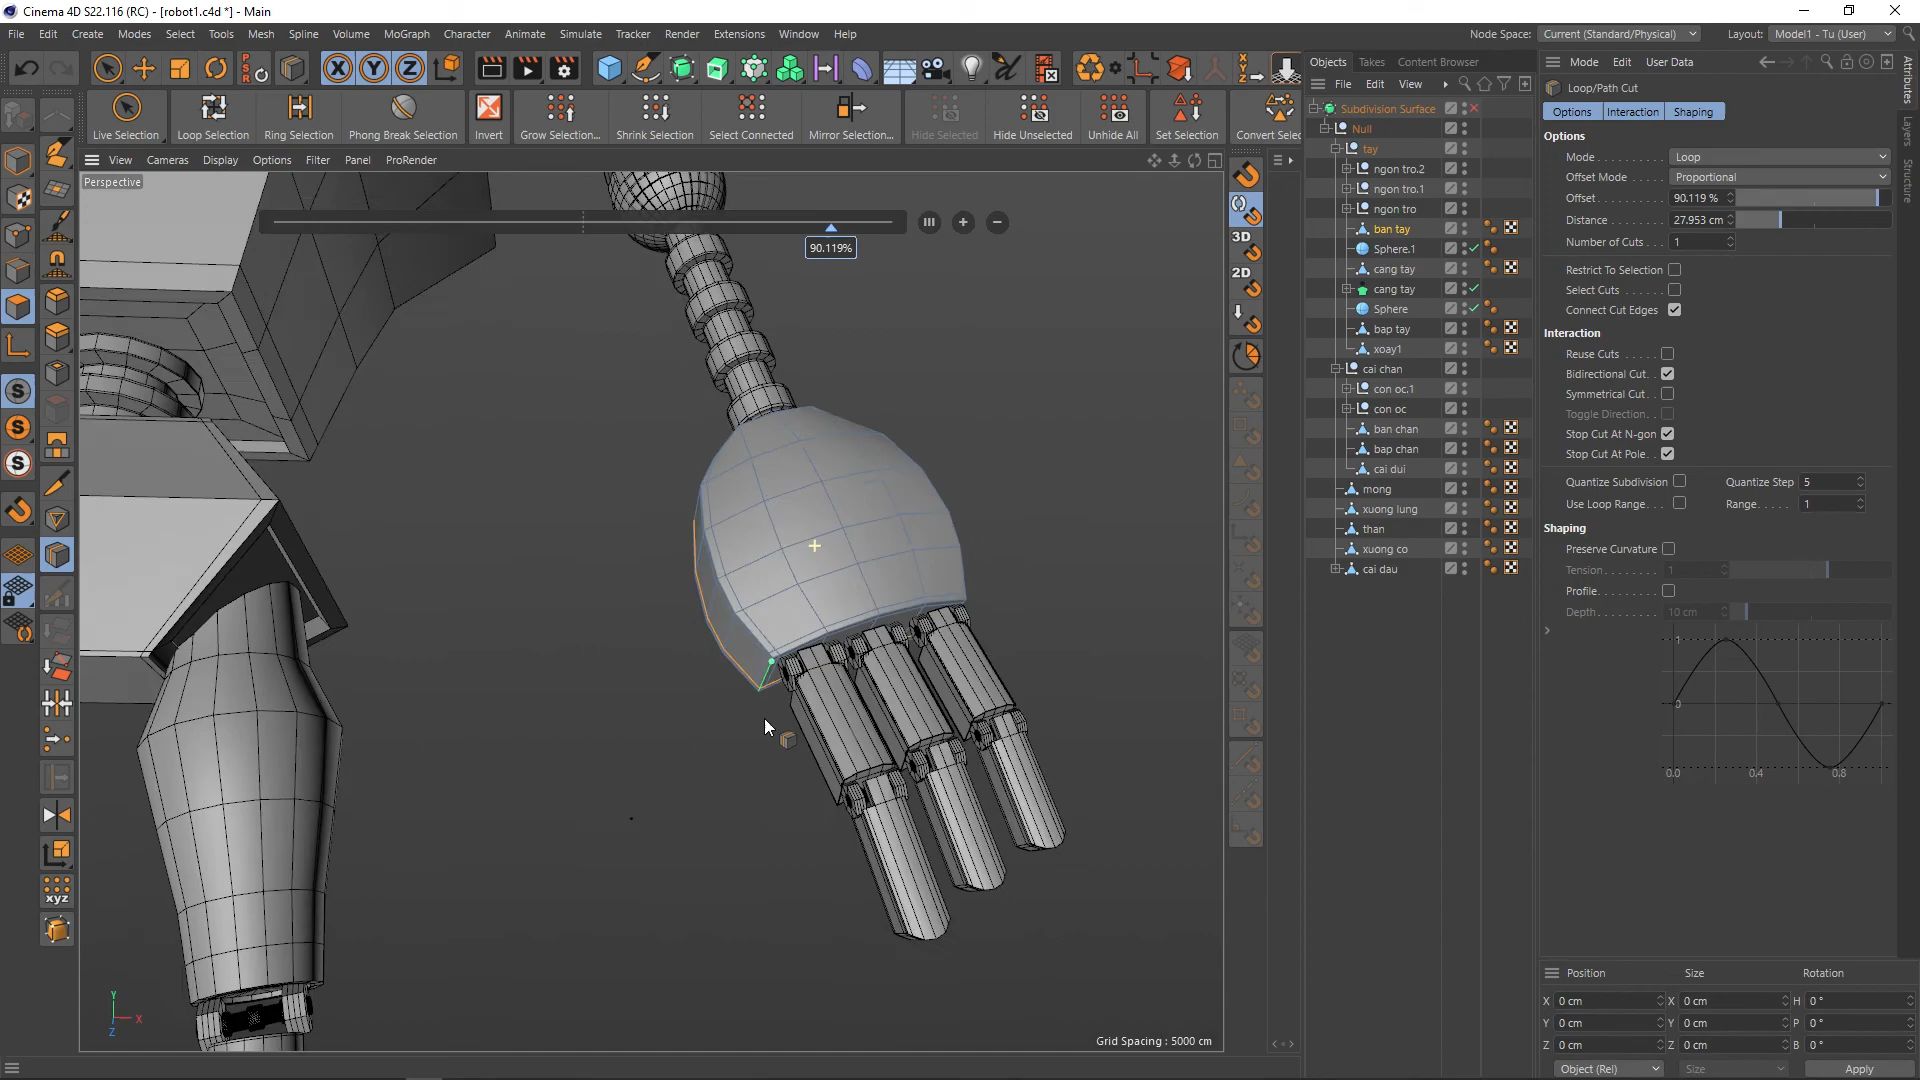 Cinema 4D S22.116 (RC) - [robot1.c4d *] - Main
File Edit Create Modes Select Tools Mesh Spline Volume MoGraph Character Animate Simulate Tracker Render Extensions Window Help
Node Space: Current (Standard/Physical) Layout: Model1 - Tu (User)
Live Selection Loop Selection Ring Selection Phong Break Selection Invert Grow Selection... Shrink Selection Select Connected Mirror Selection... Hide Selected Hide Unselected Unhide All Set Selection Convert Selec
View Cameras Display Options Filter Panel ProRender
Perspective
90.119%
Grid Spacing : 5000 cm
Y
X
Z
xyz
3D
2D
Objects Takes Content Browser
File Edit View
Subdivision Surface
Null
tay
ngon tro.2
ngon tro.1
ngon tro
ban tay
Sphere.1
cang tay
cang tay
Sphere
bap tay
xoay1
cai chan
con oc.1
con oc
ban chan
bap chan
cai dui
mong
xuong lung
than
xuong co
cai dau
Mode Edit User Data
Loop/Path Cut
Options Interaction Shaping
Options
Mode . . . . . . . . . Loop
Offset Mode . . . . . Proportional
Offset . . . . . . . . 90.119 %
Distance . . . . . . . 27.953 cm
Number of Cuts . . . 1
Restrict To Selection
Select Cuts . . . . .
Connect Cut Edges
Interaction
Reuse Cuts . . . . .
Bidirectional Cut. .
Symmetrical Cut. .
Toggle Direction. .
Stop Cut At N-gon
Stop Cut At Pole. .
Quantize Subdivision Quantize Step 5
Use Loop Range. . . Range. . . . . 1
Shaping
Preserve Curvature
Tension. . . . . . . . 1
Profile. . . . . . . .
Depth. . . . . . . . . 10 cm
1
0
0.0 0.4 0.8
Position Size Rotation
X 0 cm X 0 cm H 0 °
Y 0 cm Y 0 cm P 0 °
Z 0 cm Z 0 cm B 0 °
Object (Rel) Size Apply
Attributes
Layers
Structure